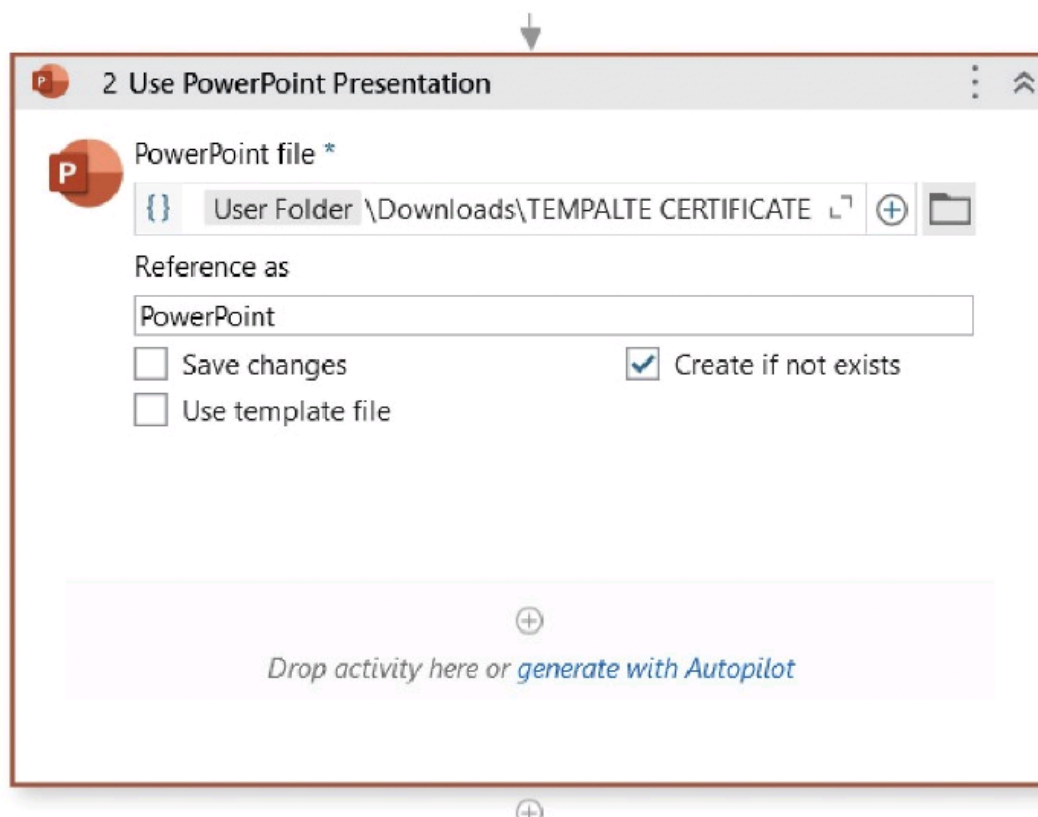 2 Use PowerPoint Presentation
P
PowerPoint file *
{} User Folder \Downloads\TEMPALTE CERTIFICATE
Reference as
PowerPoint
Save changes
Create if not exists
Use template file
Drop activity here or generate with Autopilot